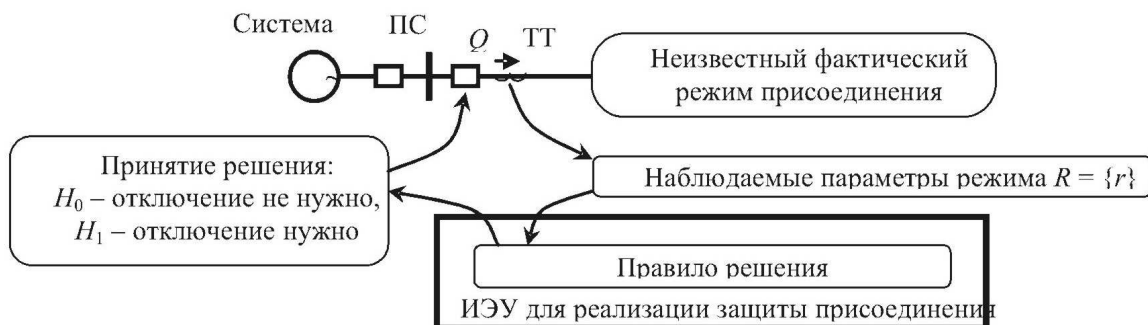 Система
ПС
Q
ТТ
Неизвестный фактический
режим присоединения
Принятие решения:
H₀ – отключение не нужно,
H₁ – отключение нужно
Наблюдаемые параметры режима R = {r}
Правило решения
ИЭУ для реализации защиты присоединения